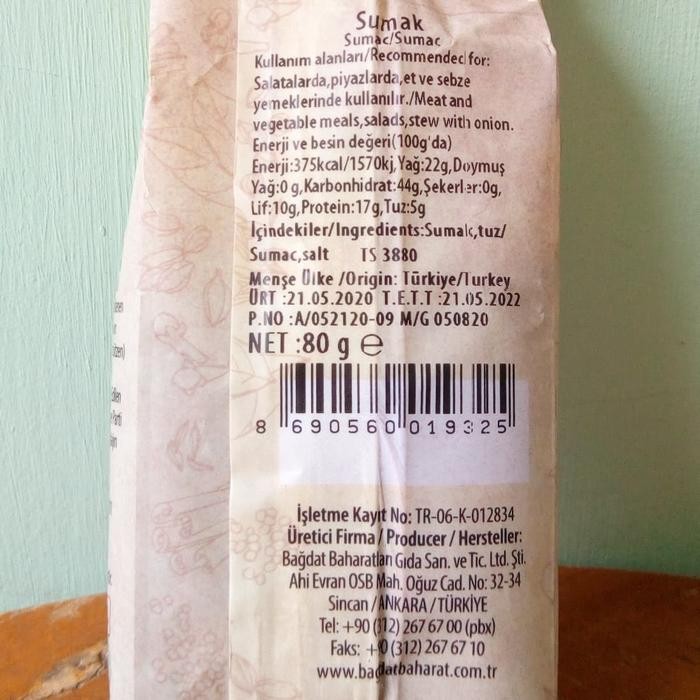 Sumak
Sumac/Sumac
Kullanım alanları/Recommended for:
Salatalarda,piyazlarda,et ve sebze
yemeklerinde kullanılır./Meat and
vegetable meals,salads,stew with onion.
Enerji ve besin değeri(100g'da)
Enerji:375kcal/1570kj,Yağ:22g,Doymuş
Yağ:0 g,Karbonhidrat:44g,Şekerler:0g,
Lif:10g,Protein:17g,Tuz:5g
İçindekiler/Ingredients:Sumak,tuz/
Sumac,salt TS 3880
Menşe Ülke /Origin: Türkiye/Turkey
ÜRT :21.05.2020 T.E.T.T :21.05.2022
P.NO :A/052120-09 M/G 050820
NET :80 g e
8 690560 019325
İşletme Kayıt No: TR-06-K-012834
Üretici Firma / Producer / Hersteller:
Bağdat Baharatları Gıda San. ve Tic. Ltd. Şti.
Ahi Evran OSB Mah. Oğuz Cad. No: 32-34
Sincan / ANKARA / TÜRKİYE
Tel: +90 (312) 267 67 00 (pbx)
Faks: +90 (312) 267 67 10
www.bagdatbaharat.com.tr